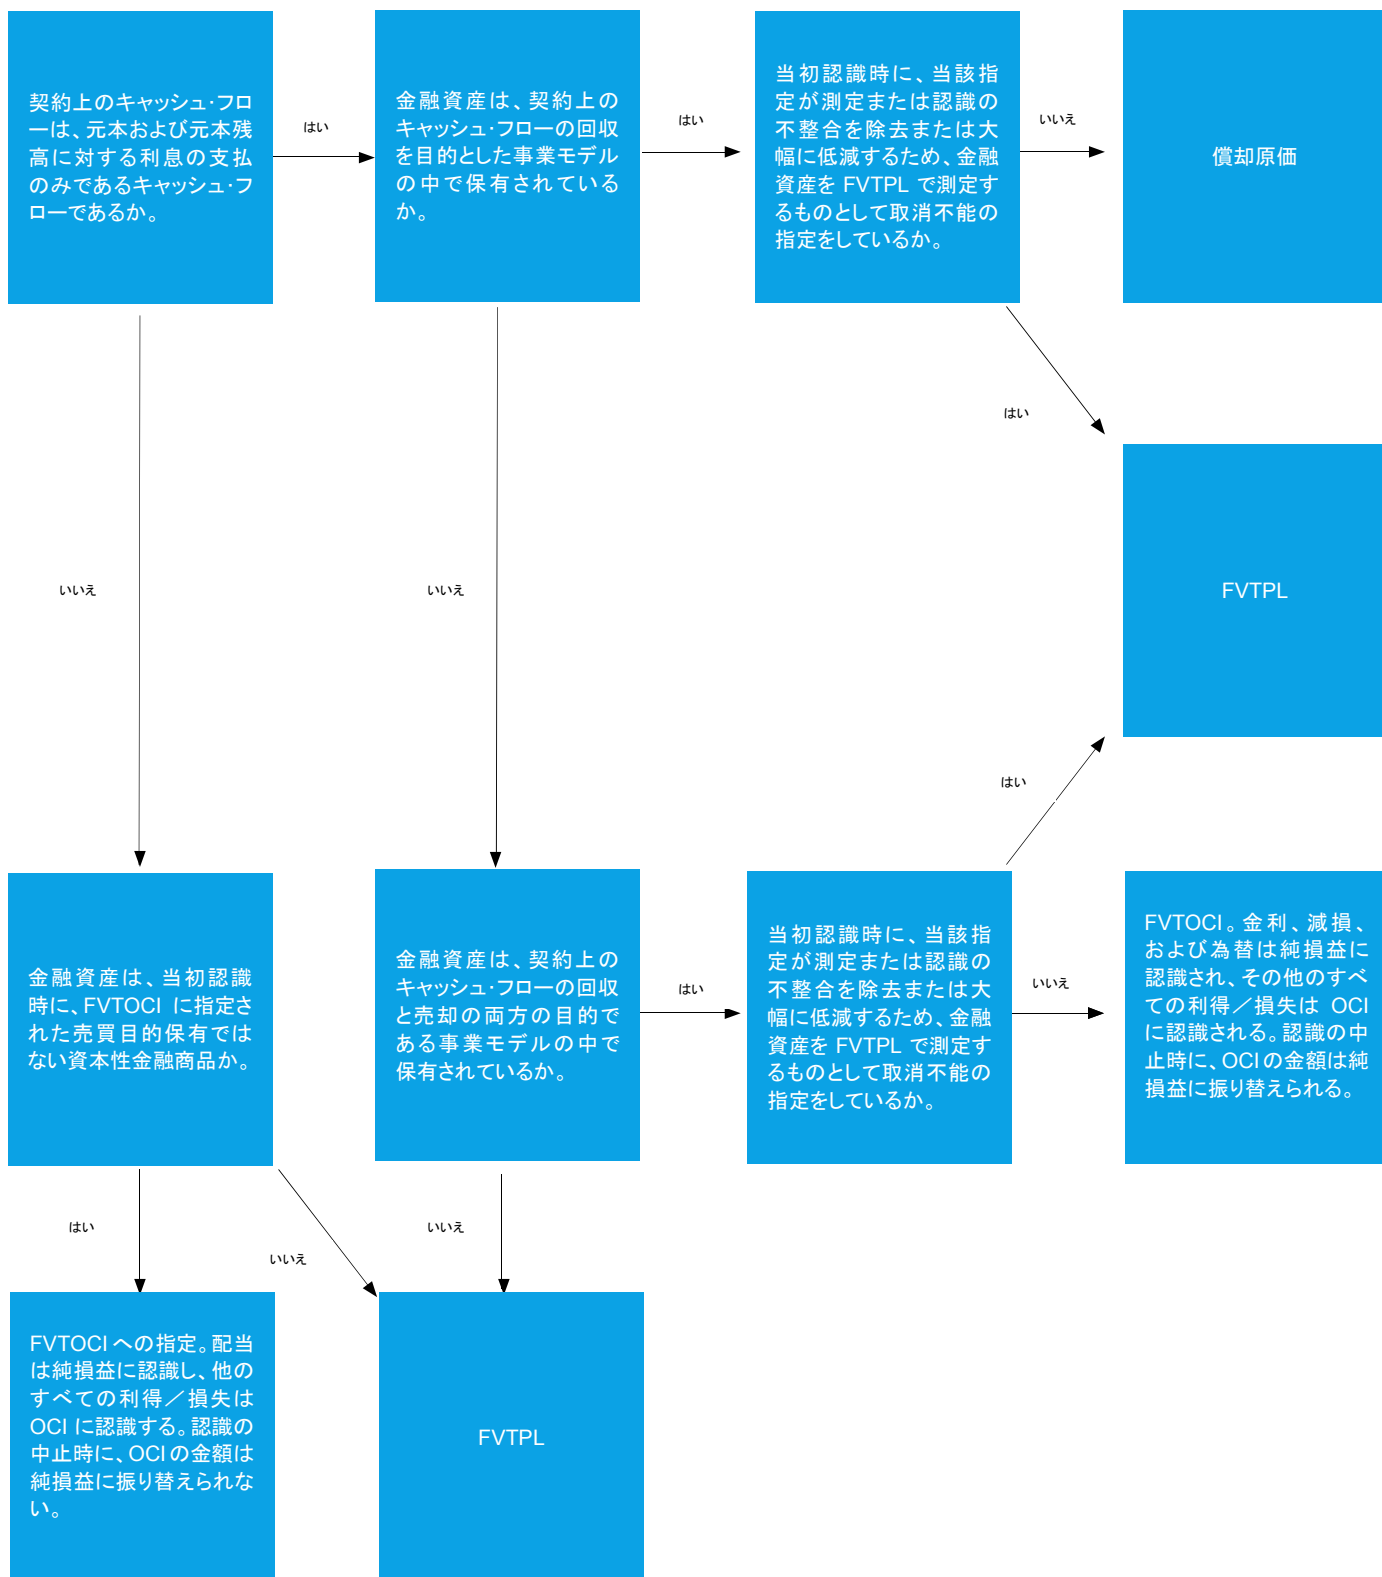 契約上のキャッシュ・フロ
ーは、元本および元本残
高に対する利息の支払
のみであるキャッシュ・フ
ローであるか。
はい
金融資産は、契約上の
キャッシュ・フローの回収
を目的とした事業モデル
の中で保有されている
か。
はい
当初認識時に、当該指
定が測定または認識の
不整合を除去または大
幅に低減するため、金融
資産を FVTPL で測定す
るものとして取消不能の
指定をしているか。
いいえ
償却原価
はい
いいえ
いいえ
FVTPL
はい
金融資産は、当初認識
時に、FVTOCI に指定さ
れた売買目的保有では
ない資本性金融商品か。
金融資産は、契約上の
キャッシュ・フローの回収
と売却の両方の目的で
ある事業モデルの中で
保有されているか。
はい
当初認識時に、当該指
定が測定または認識の
不整合を除去または大
幅に低減するため、金融
資産を FVTPL で測定す
るものとして取消不能の
指定をしているか。
いいえ
FVTOCI。金利、減損、
および為替は純損益に
認識され、その他のすべ
ての利得／損失は OCI
に認識される。認識の中
止時に、OCI の金額は純
損益に振り替えられる。
はい
いいえ
いいえ
FVTOCI への指定。配当
は純損益に認識し、他の
すべての利得／損失は
OCI に認識する。認識の
中止時に、OCI の金額は
純損益に振り替えられな
い。
FVTPL